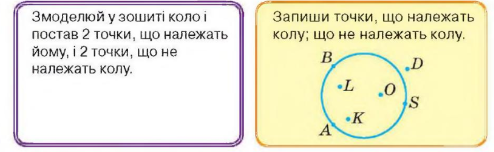 Змоделюй у зошиті коло і
постав 2 точки, що належать
йому, і 2 точки, що не
належать колу.
Запиши точки, що належать
колу; що не належать колу.
B
D
L
O
S
K
A